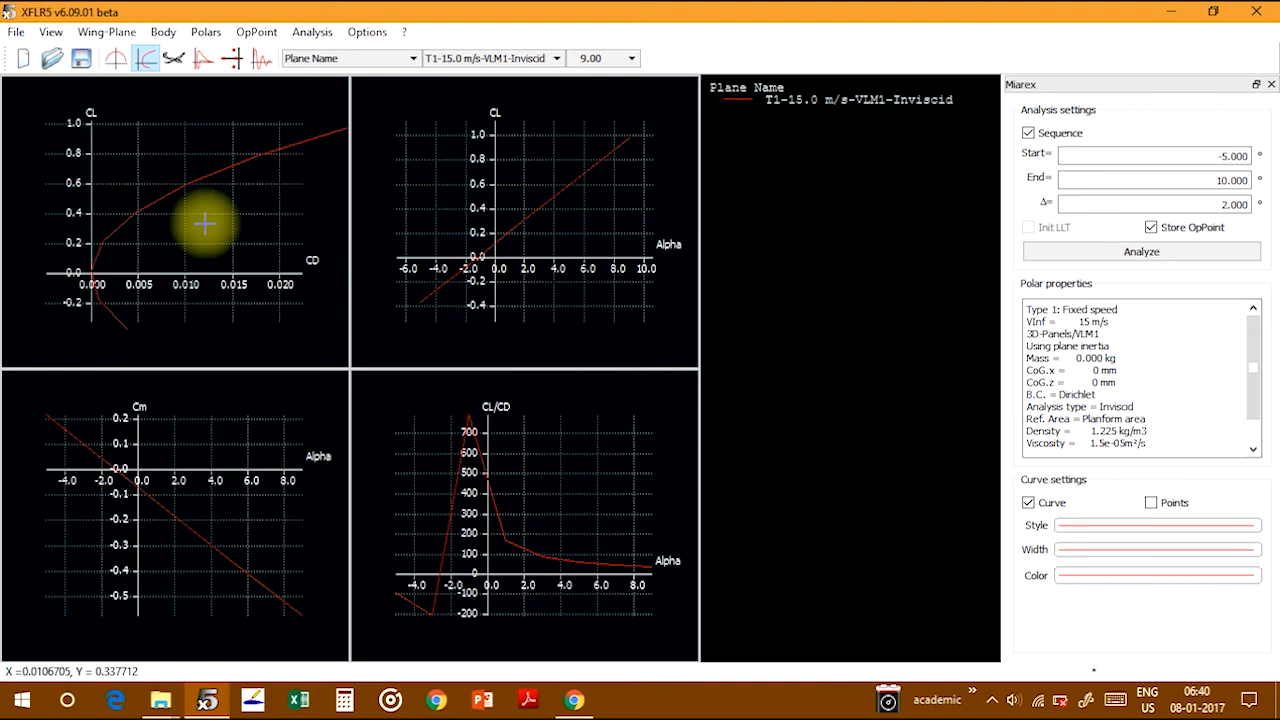 XFLR5 v6.09.01 beta
File View Wing-Plane Body Polars OpPoint Analysis Options ?
Plane Name T1-15.0 m/s-VLM1-Inviscid 9.00
CL
1.0
0.8
0.6
0.4
0.2
0.0
-0.2
0.000 0.005 0.010 0.015 0.020
CD
CL
1.0
0.8
0.6
0.4
0.2
0.0
-0.2
-0.4
-6.0 -4.0 -2.0 0.0 2.0 4.0 6.0 8.0 10.0
Alpha
Cm
0.2
0.1
-0.0
-0.1
-0.2
-0.3
-0.4
-0.5
-4.0 -2.0 0.0 2.0 4.0 6.0 8.0
Alpha
CL/CD
700
600
500
400
300
200
100
0
-100
-200
-4.0 -2.0 0.0 2.0 4.0 6.0 8.0
Alpha
Plane Name
T1-15.0 m/s-VLM1-Inviscid
Miarex
Analysis settings
Sequence
Start= -5.000 °
End= 10.000 °
Δ= 2.000 °
Init LLT Store OpPoint
Analyze
Polar properties
Type 1: Fixed speed
VInf = 15 m/s
3D-Panels/VLM1
Using plane inertia
Mass = 0.000 kg
CoG.x = 0 mm
CoG.z = 0 mm
B.C. = Dirichlet
Analysis type = Inviscid
Ref. Area = Planform area
Density = 1.225 kg/m3
Viscosity = 1.5e-05m²/s
Curve settings
Curve Points
Style
Width
Color
X =0.0106705, Y = 0.337712
academic » ENG 06:40
US 08-01-2017